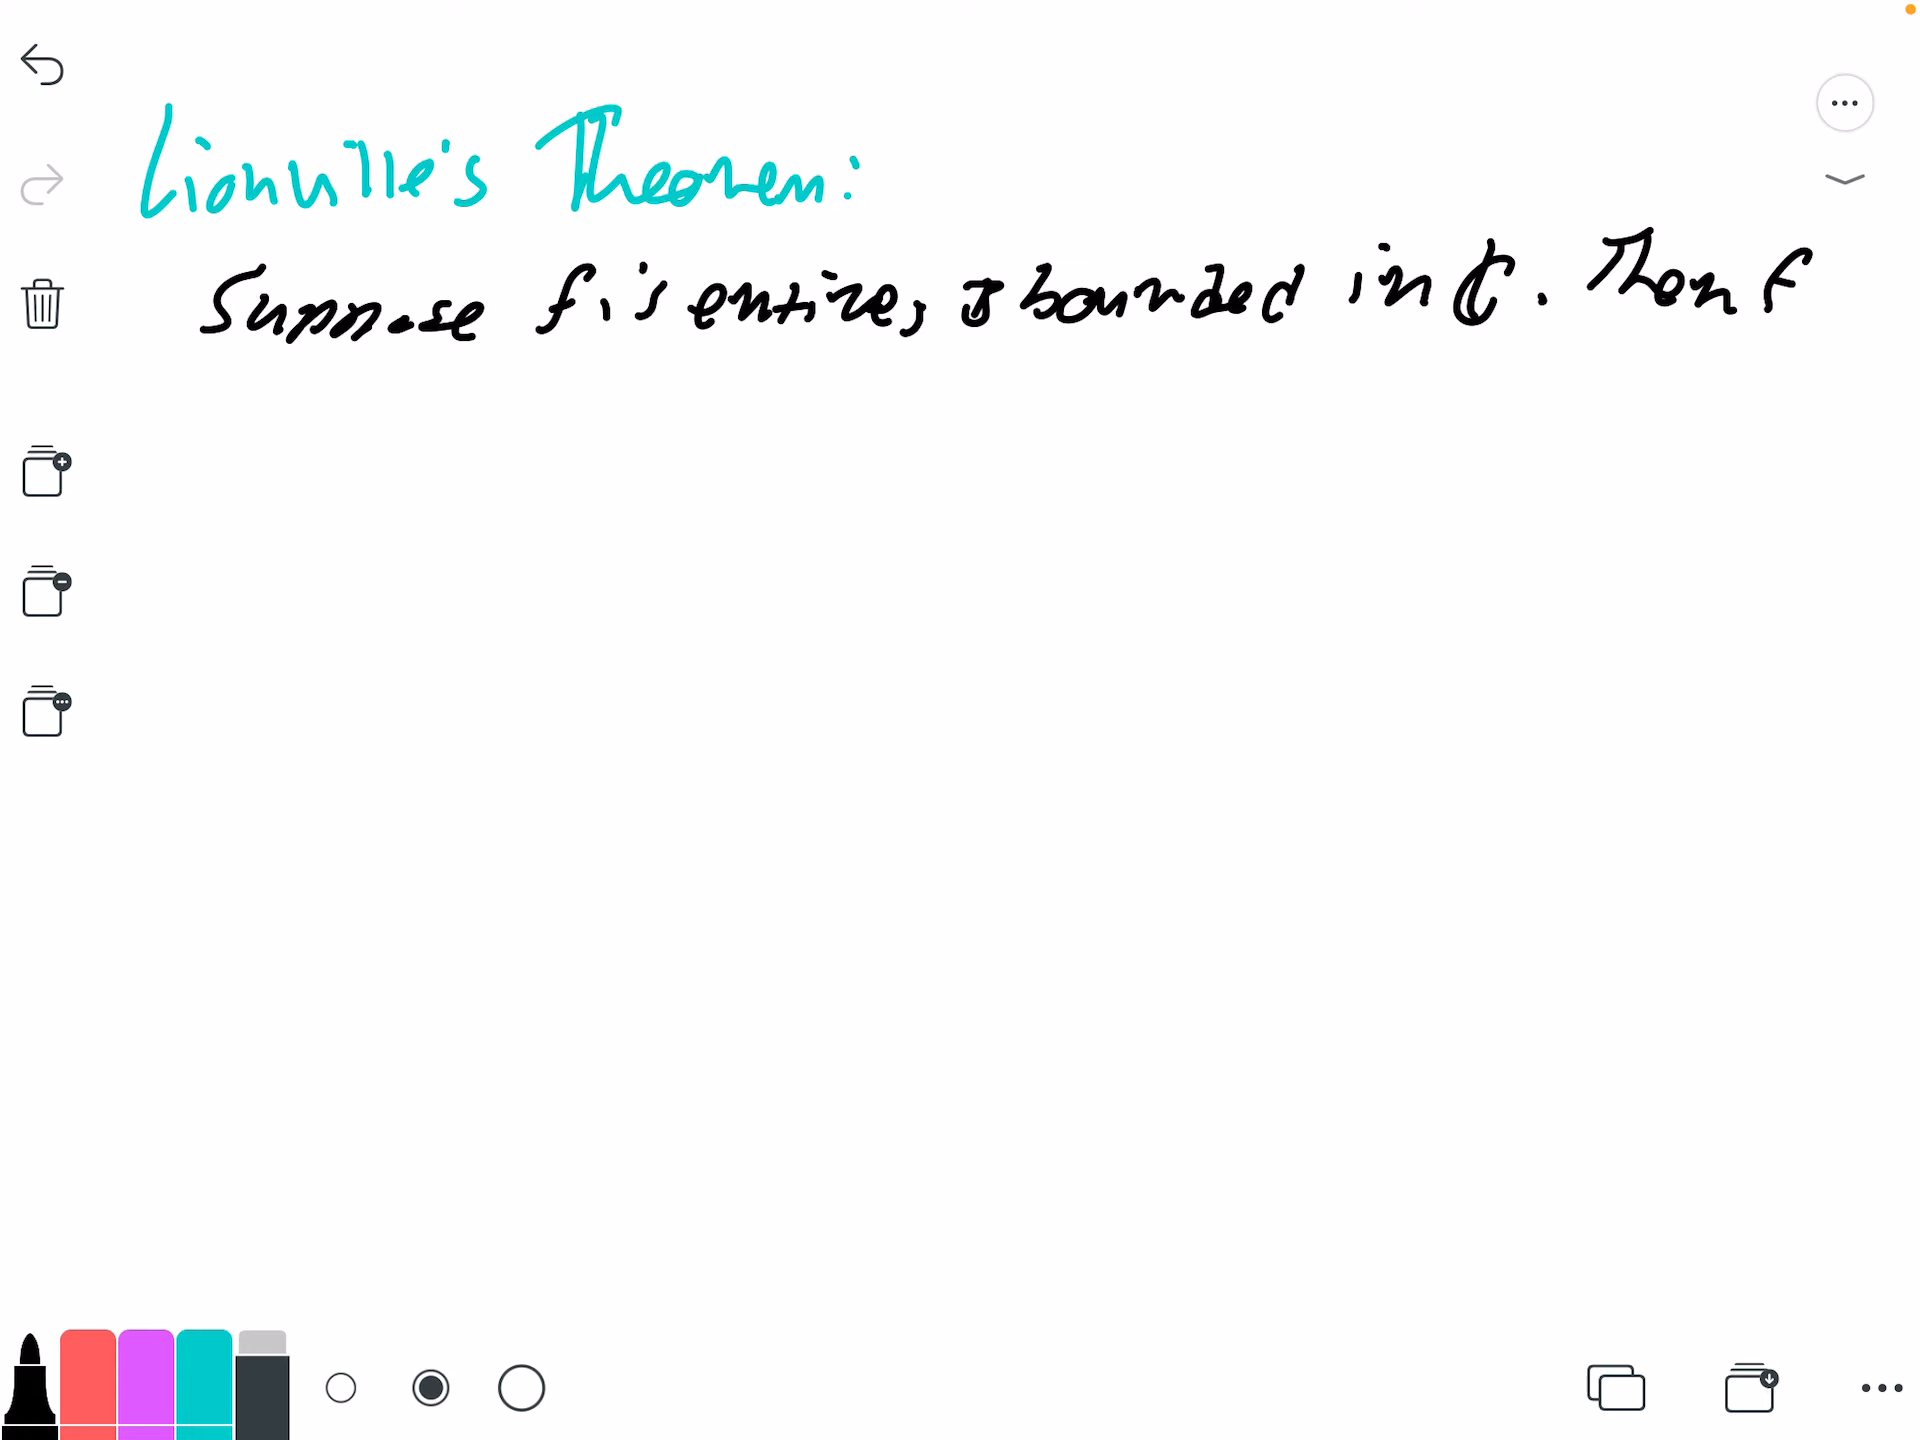 Liouville's Theorem:
Suppose f is entire, & bounded in ℂ. Then f